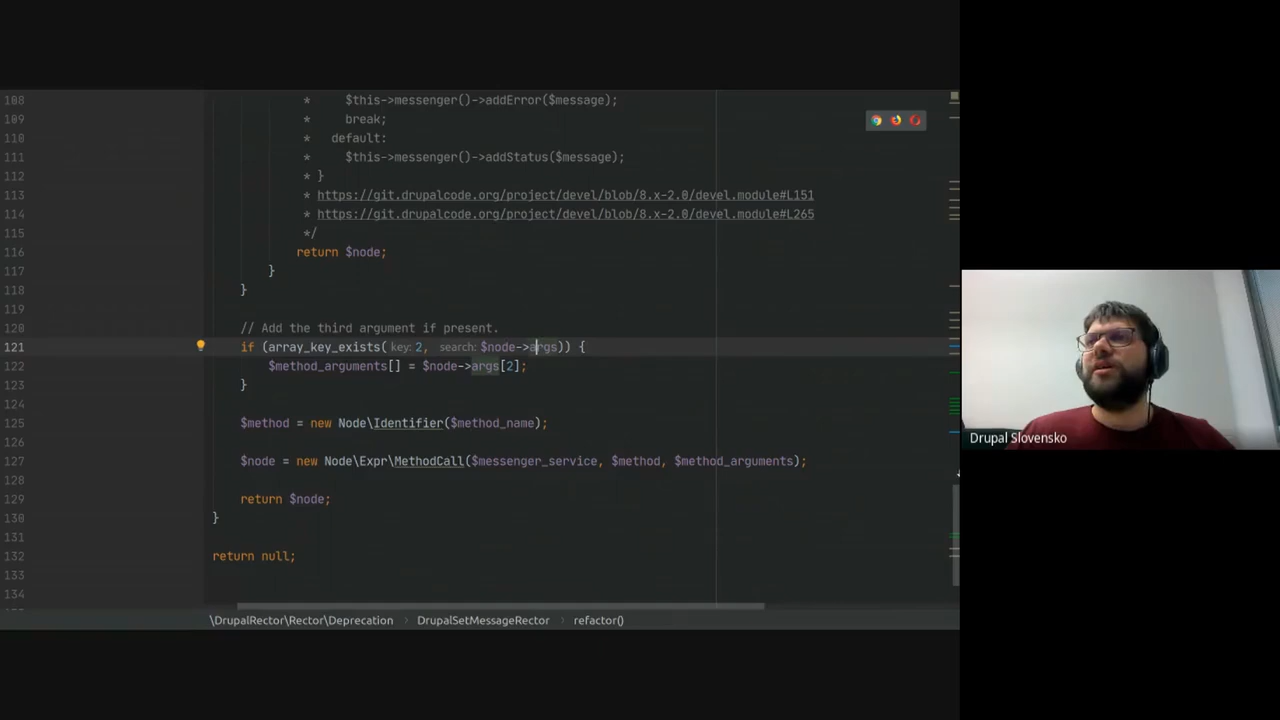 108 * $this->messenger()->addError($message);
109 * break;
110 * default:
111 * $this->messenger()->addStatus($message);
112 * }
113 * https://git.drupalcode.org/project/devel/blob/8.x-2.0/devel.module#L151
114 * https://git.drupalcode.org/project/devel/blob/8.x-2.0/devel.module#L265
115 */
116 return $node;
117 }
118 }
119
120 // Add the third argument if present.
121 if (array_key_exists( key: 2, search: $node->args)) {
122 $method_arguments[] = $node->args[2];
123 }
124
125 $method = new Node\Identifier($method_name);
126
127 $node = new Node\Expr\MethodCall($messenger_service, $method, $method_arguments);
128
129 return $node;
130 }
131
132 return null;
133
134
\DrupalRector\Rector\Deprecation › DrupalSetMessageRector › refactor()
Drupal Slovensko